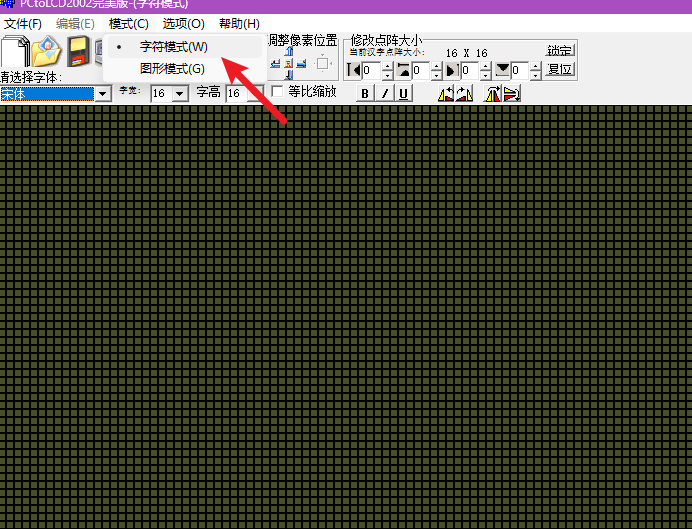 PCtoLCD2002完美版-(字符模式)
文件(F) 编辑(E) 模式(C) 选项(O) 帮助(H)
字符模式(W)
图形模式(G)
调整像素位置
修改点阵大小
当前汉字点阵大小: 16 X 16 锁定
0 0 0 0 复位
请选择字体:
宋体 字宽: 16 字高 16 等比缩放 B I U